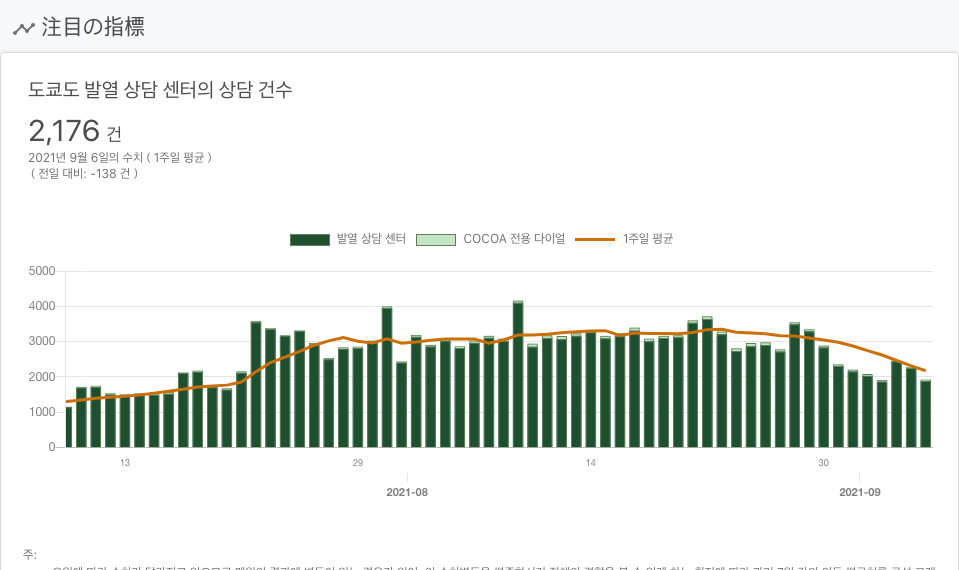 注目の指標
도쿄도 발열 상담 센터의 상담 건수
2,176 건
2021년 9월 6일의 수치 ( 1주일 평균 )
( 전일 대비: -138 건 )
발열 상담 센터 COCOA 전용 다이얼 1주일 평균
5000
4000
3000
2000
1000
0
13 29 14 30
2021-08 2021-09
주: